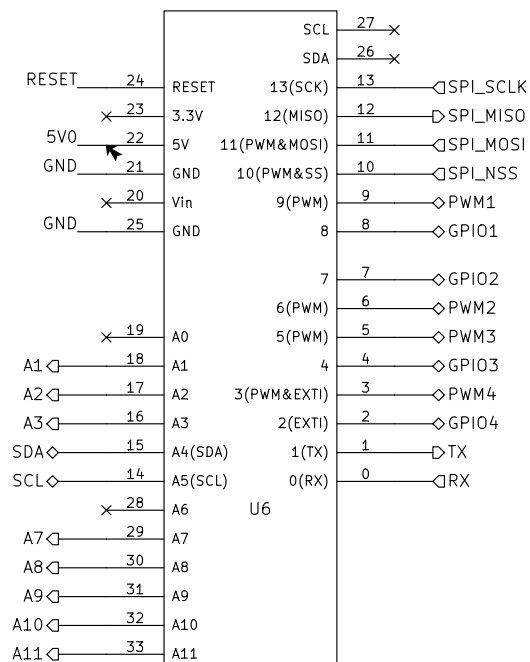 SCL 27
SDA 26
RESET 24 RESET 13(SCK) 13 SPI_SCLK
23 3.3V 12(MISO) 12 SPI_MISO
5V0 22 5V 11(PWM&MOSI) 11 SPI_MOSI
GND 21 GND 10(PWM&SS) 10 SPI_NSS
20 Vin 9(PWM) 9 PWM1
GND 25 GND 8 8 GPIO1
7 7 GPIO2
6(PWM) 6 PWM2
19 A0 5(PWM) 5 PWM3
A1 18 A1 4 4 GPIO3
A2 17 A2 3(PWM&EXTI) 3 PWM4
A3 16 A3 2(EXTI) 2 GPIO4
SDA 15 A4(SDA) 1(TX) 1 TX
SCL 14 A5(SCL) 0(RX) 0 RX
28 A6 U6
A7 29 A7
A8 30 A8
A9 31 A9
A10 32 A10
A11 33 A11